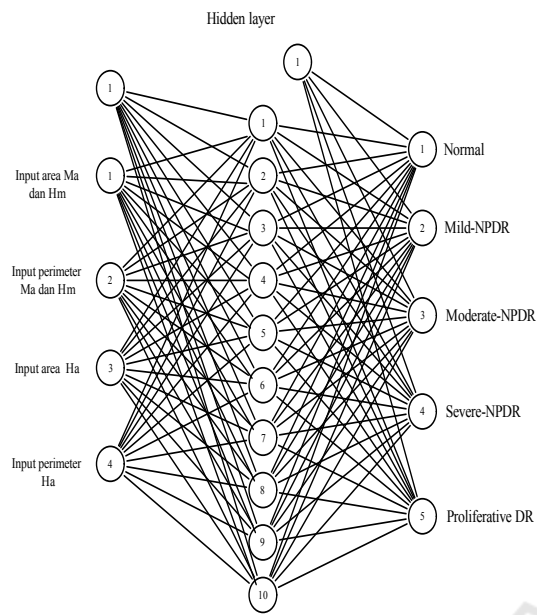 Hidden layer
1
1
1
1
Input area Ma
dan Hm
1
Normal
2
2
Mild-NPDR
3
Input perimeter
Ma dan Hm
2
4
3
Moderate-NPDR
5
Input area Ha
3
6
4
Severe-NPDR
7
Input perimeter
Ha
4
8
5
Proliferative DR
9
10